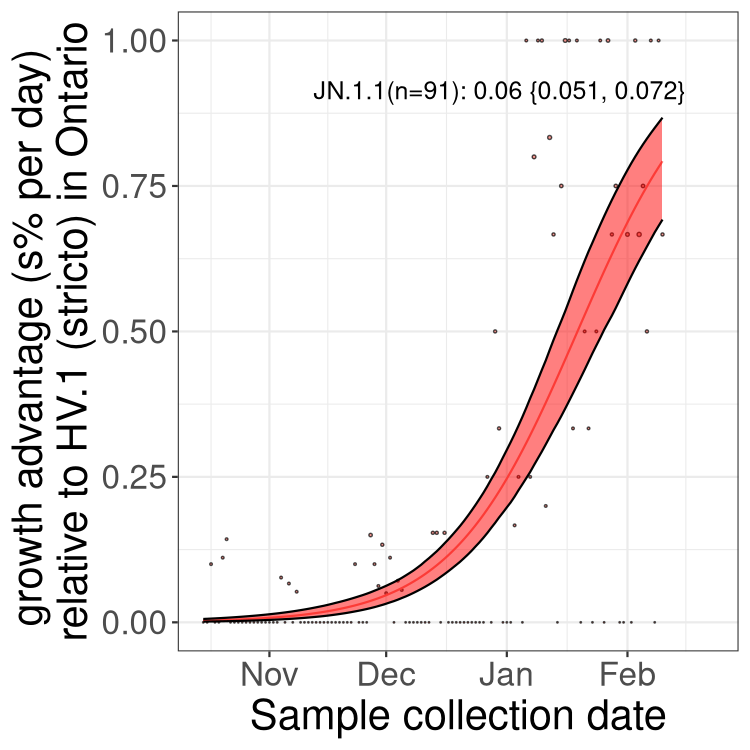 growth advantage (s% per day)
relative to HV.1 (stricto) in Ontario
1.00
0.75
0.50
0.25
0.00
JN.1.1(n=91): 0.06 {0.051, 0.072}
Nov Dec Jan Feb
Sample collection date